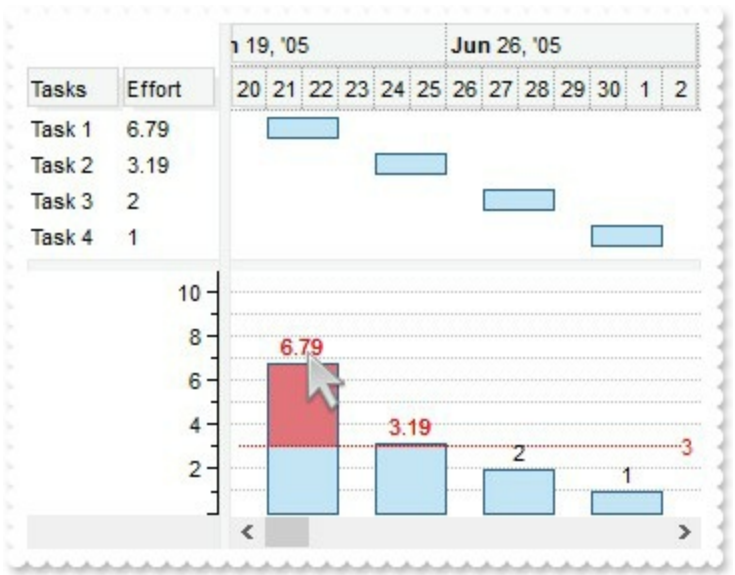 n 19, '05 Jun 26, '05
Tasks Effort 20 21 22 23 24 25 26 27 28 29 30 1 2
Task 1 6.79
Task 2 3.19
Task 3 2
Task 4 1
10
8
6.79
6
4
3.19
3
2
2
1